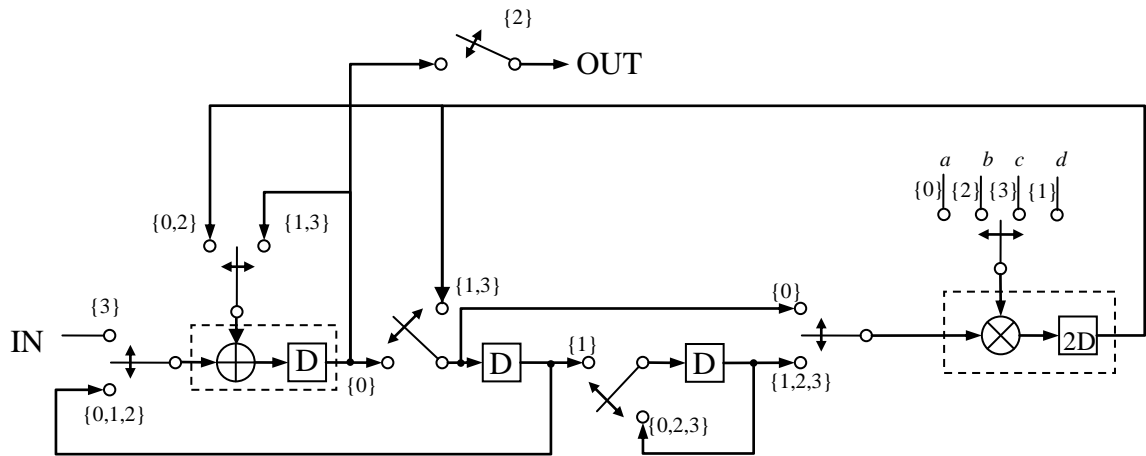 {2}
OUT
a b c d
{0} {2} {3} {1}
{0,2} {1,3}
{1,3} {0}
{3}
IN
D {0} D {1} D {1,2,3} 2D
{0,1,2} {0,2,3}